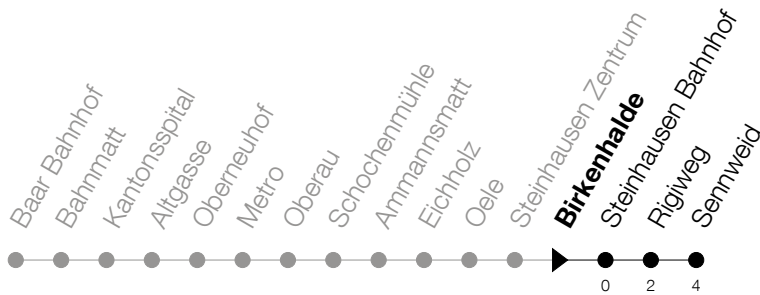 Baar Bahnhof
Bahnmatt
Kantonsspital
Altgasse
Oberneuhof
Metro
Oberau
Schochenmühle
Ammannsmatt
Eichholz
Oele
Steinhausen Zentrum
Birkenhalde
Steinhausen Bahnhof
Rigiweg
Sennweid
0 2 4